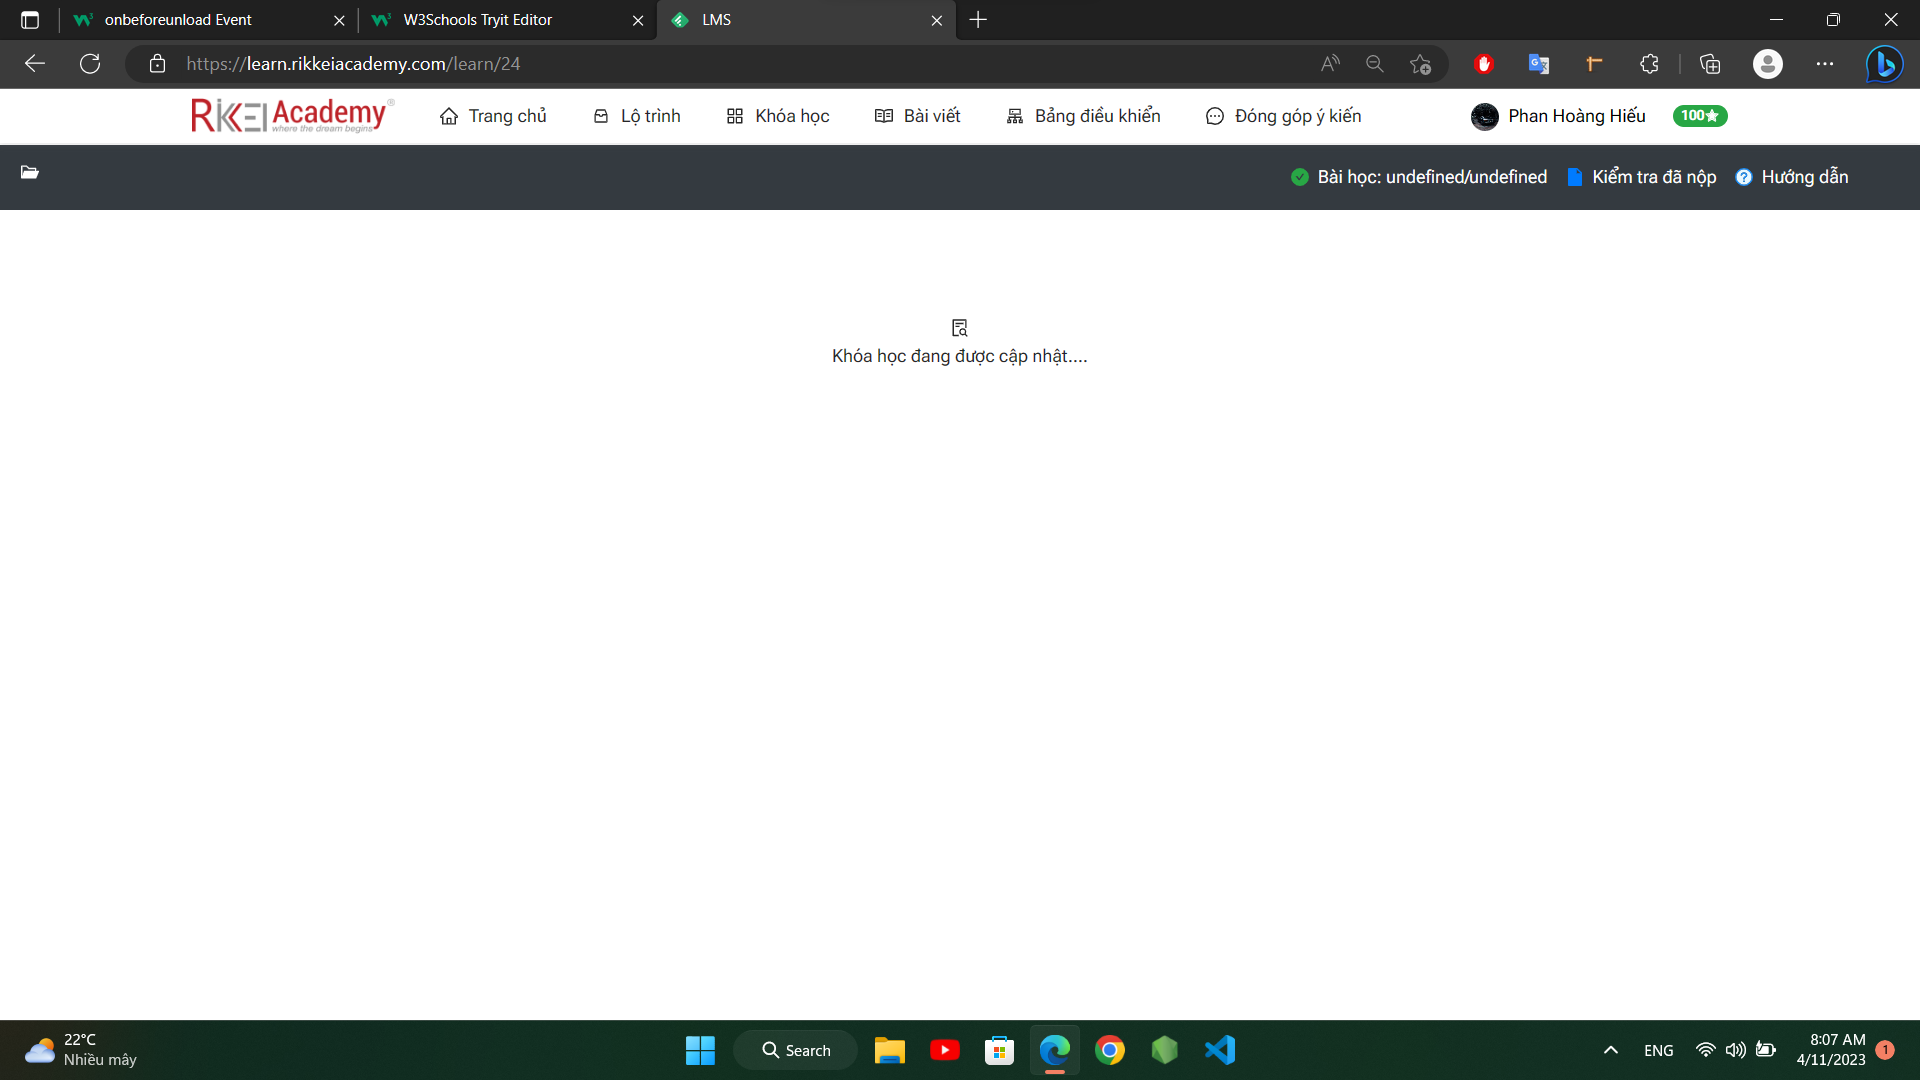 onbeforeunload Event
W3Schools Tryit Editor
LMS
https://learn.rikkeiacademy.com/learn/24
RIKKEI Academy®
where the dream begins
Trang chủ
Lộ trình
Khóa học
Bài viết
Bảng điều khiển
Đóng góp ý kiến
Phan Hoàng Hiếu
100
Bài học: undefined/undefined
Kiểm tra đã nộp
Hướng dẫn
Khóa học đang được cập nhật....
22°C
Nhiều mây
Search
ENG
8:07 AM
4/11/2023
1